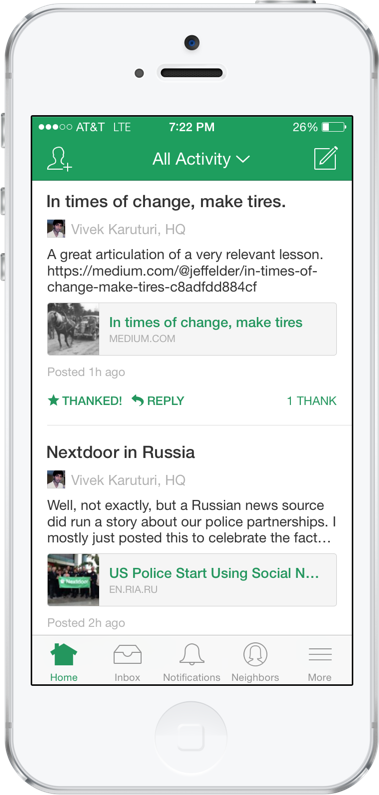 ●●●○○ AT&T LTE 7:22 PM 26%
All Activity
In times of change, make tires.
Vivek Karuturi, HQ
A great articulation of a very relevant lesson.
https://medium.com/@jeffelder/in-times-of-
change-make-tires-c8adfdd884cf
In times of change, make tires
MEDIUM.COM
Posted 1h ago
THANKED! REPLY 1 THANK
Nextdoor in Russia
Vivek Karuturi, HQ
Well, not exactly, but a Russian news source
did run a story about our police partnerships. I
mostly just posted this to celebrate the fact…
Nextdoor
US Police Start Using Social N…
EN.RIA.RU
Posted 2h ago
Home Inbox Notifications Neighbors More